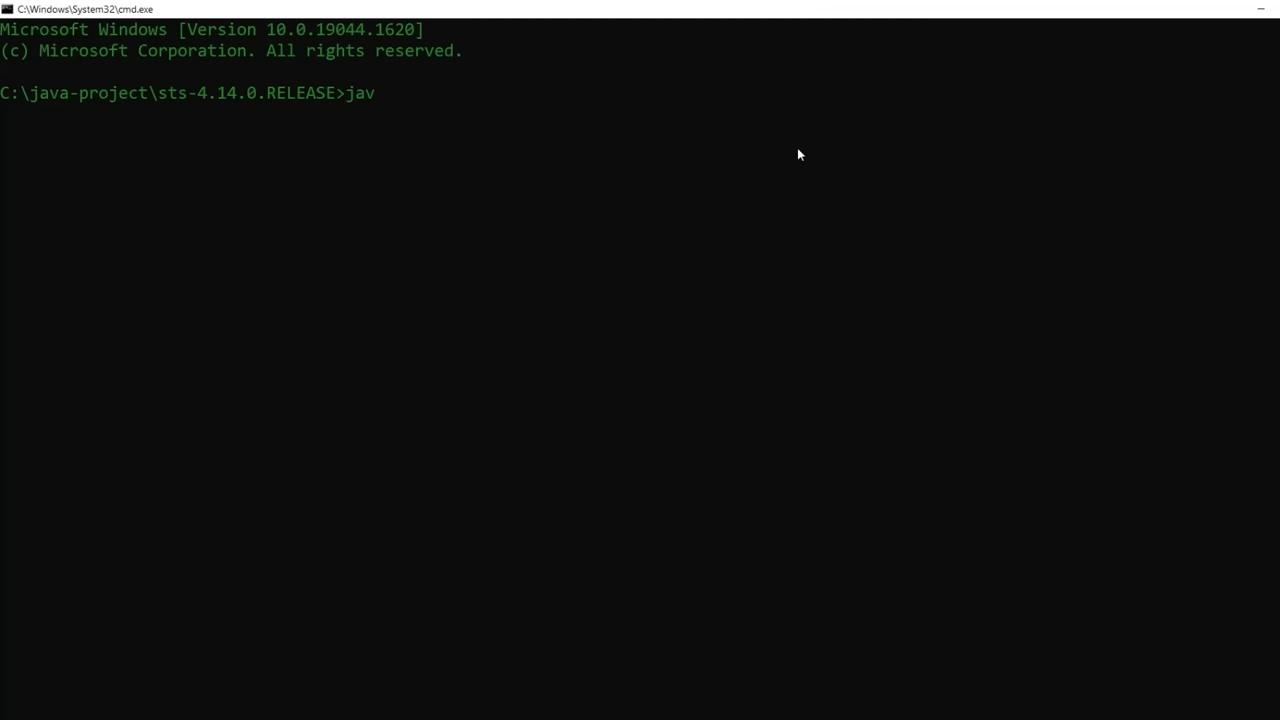 C:\Windows\System32\cmd.exe
Microsoft Windows [Version 10.0.19044.1620]
(c) Microsoft Corporation. All rights reserved.
C:\java-project\sts-4.14.0.RELEASE>jav